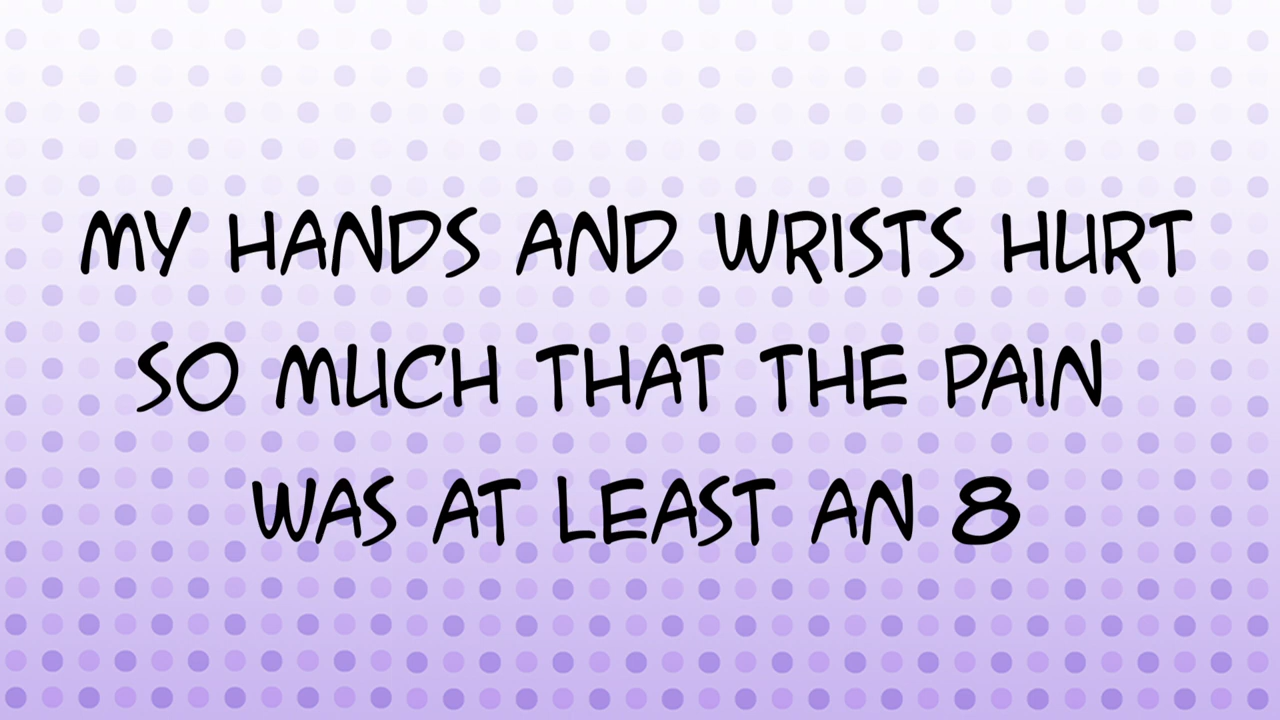 MY HANDS AND WRISTS HURT
SO MUCH THAT THE PAIN
WAS AT LEAST AN 8